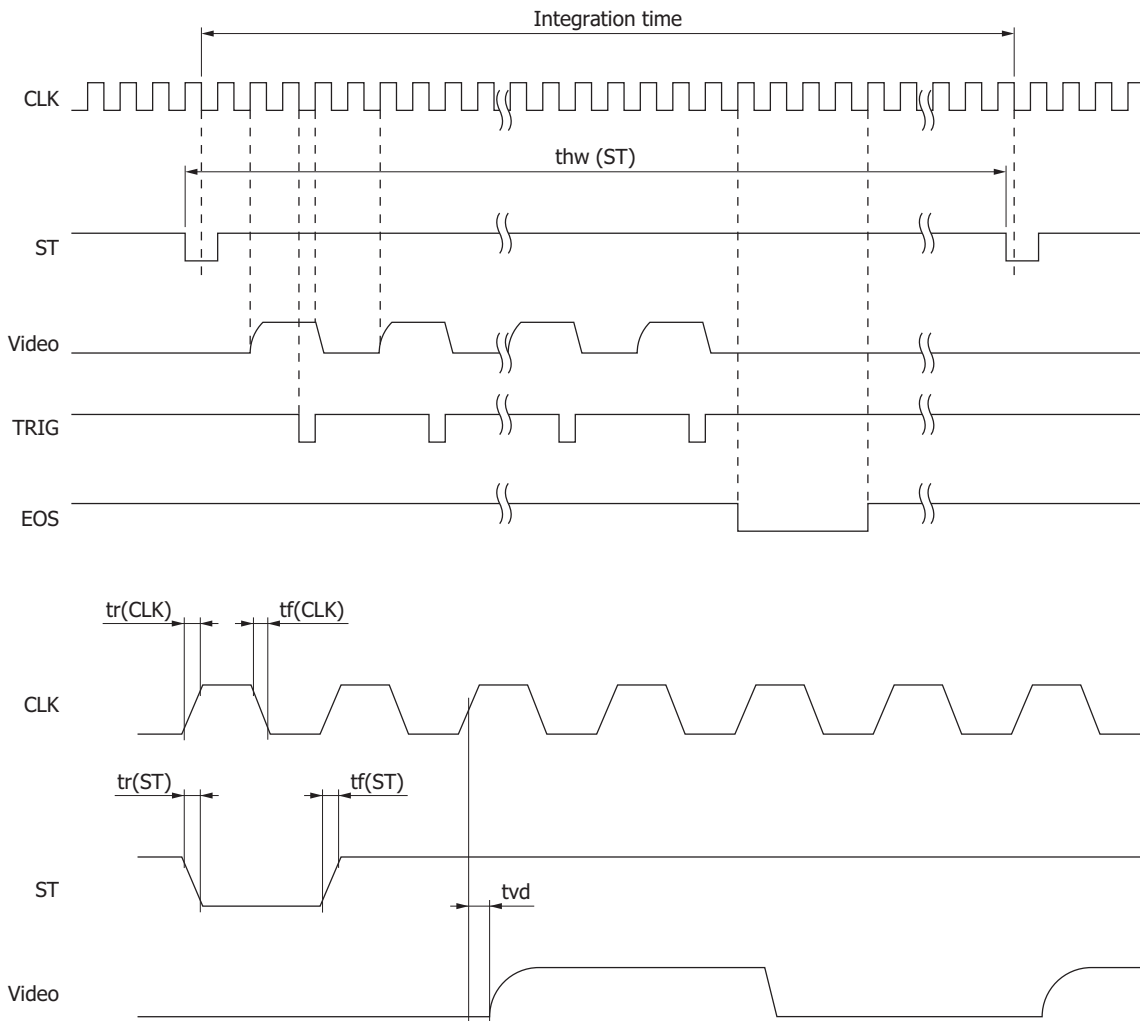 Integration time
CLK
thw (ST)
ST
Video
TRIG
EOS
tr(CLK)
tf(CLK)
CLK
tr(ST)
tf(ST)
ST
tvd
Video